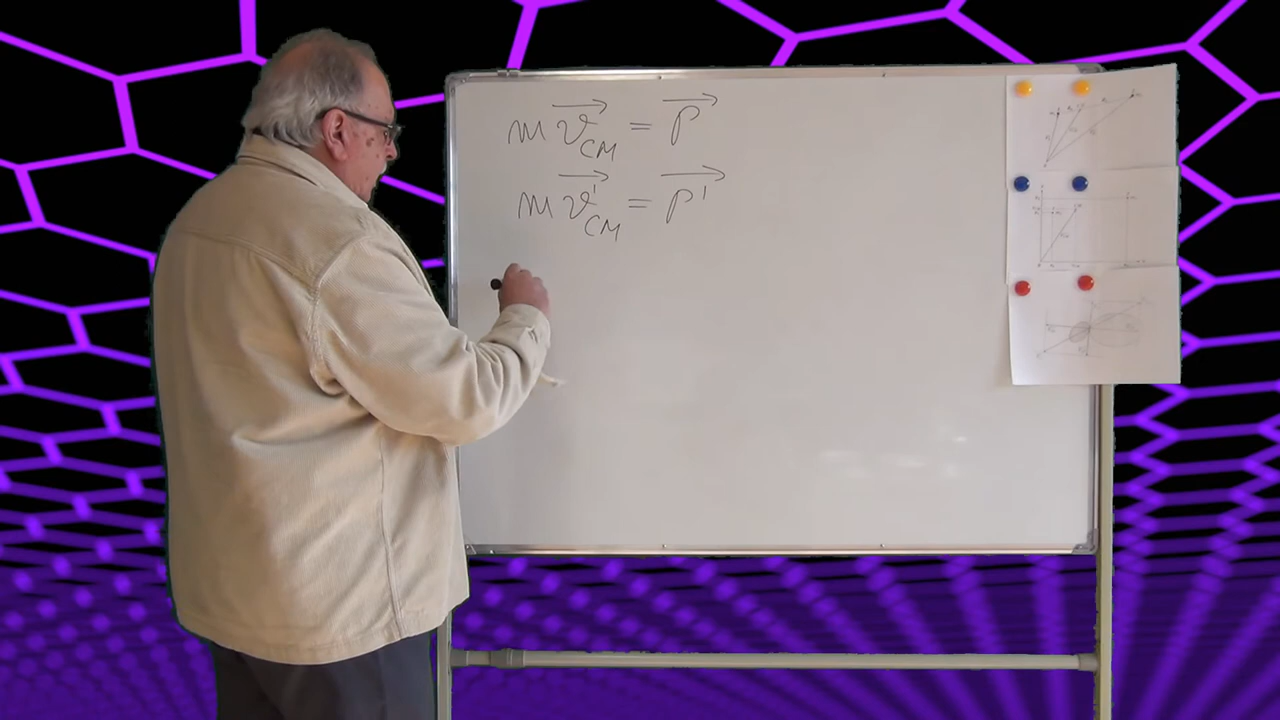 m v⃗_CM = p⃗
m v⃗'_CM = p⃗'